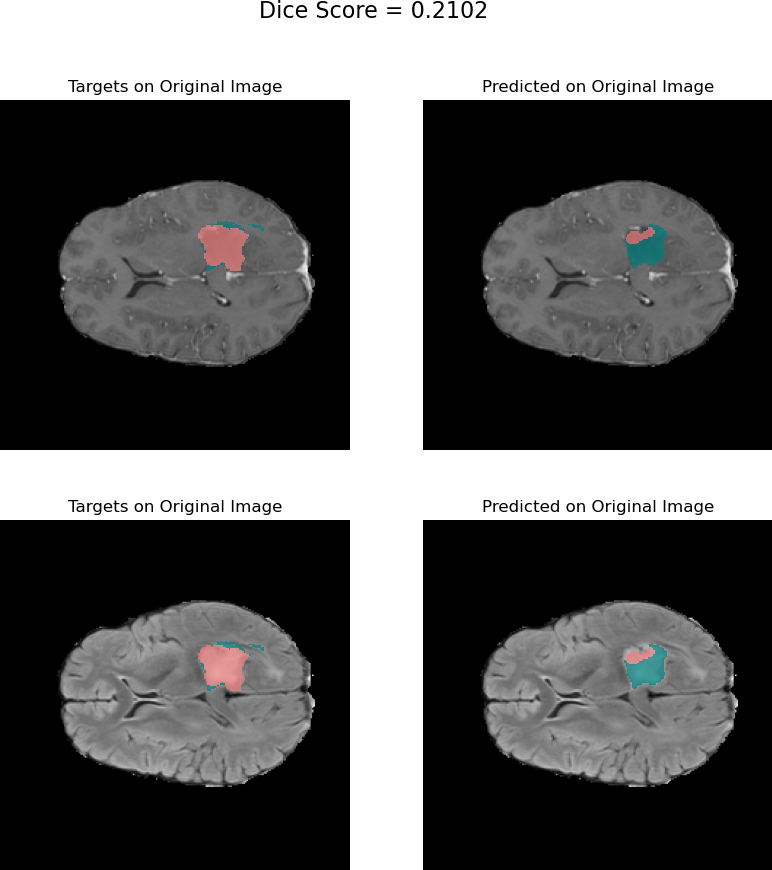 Dice Score = 0.2102
Targets on Original Image
Predicted on Original Image
Targets on Original Image
Predicted on Original Image